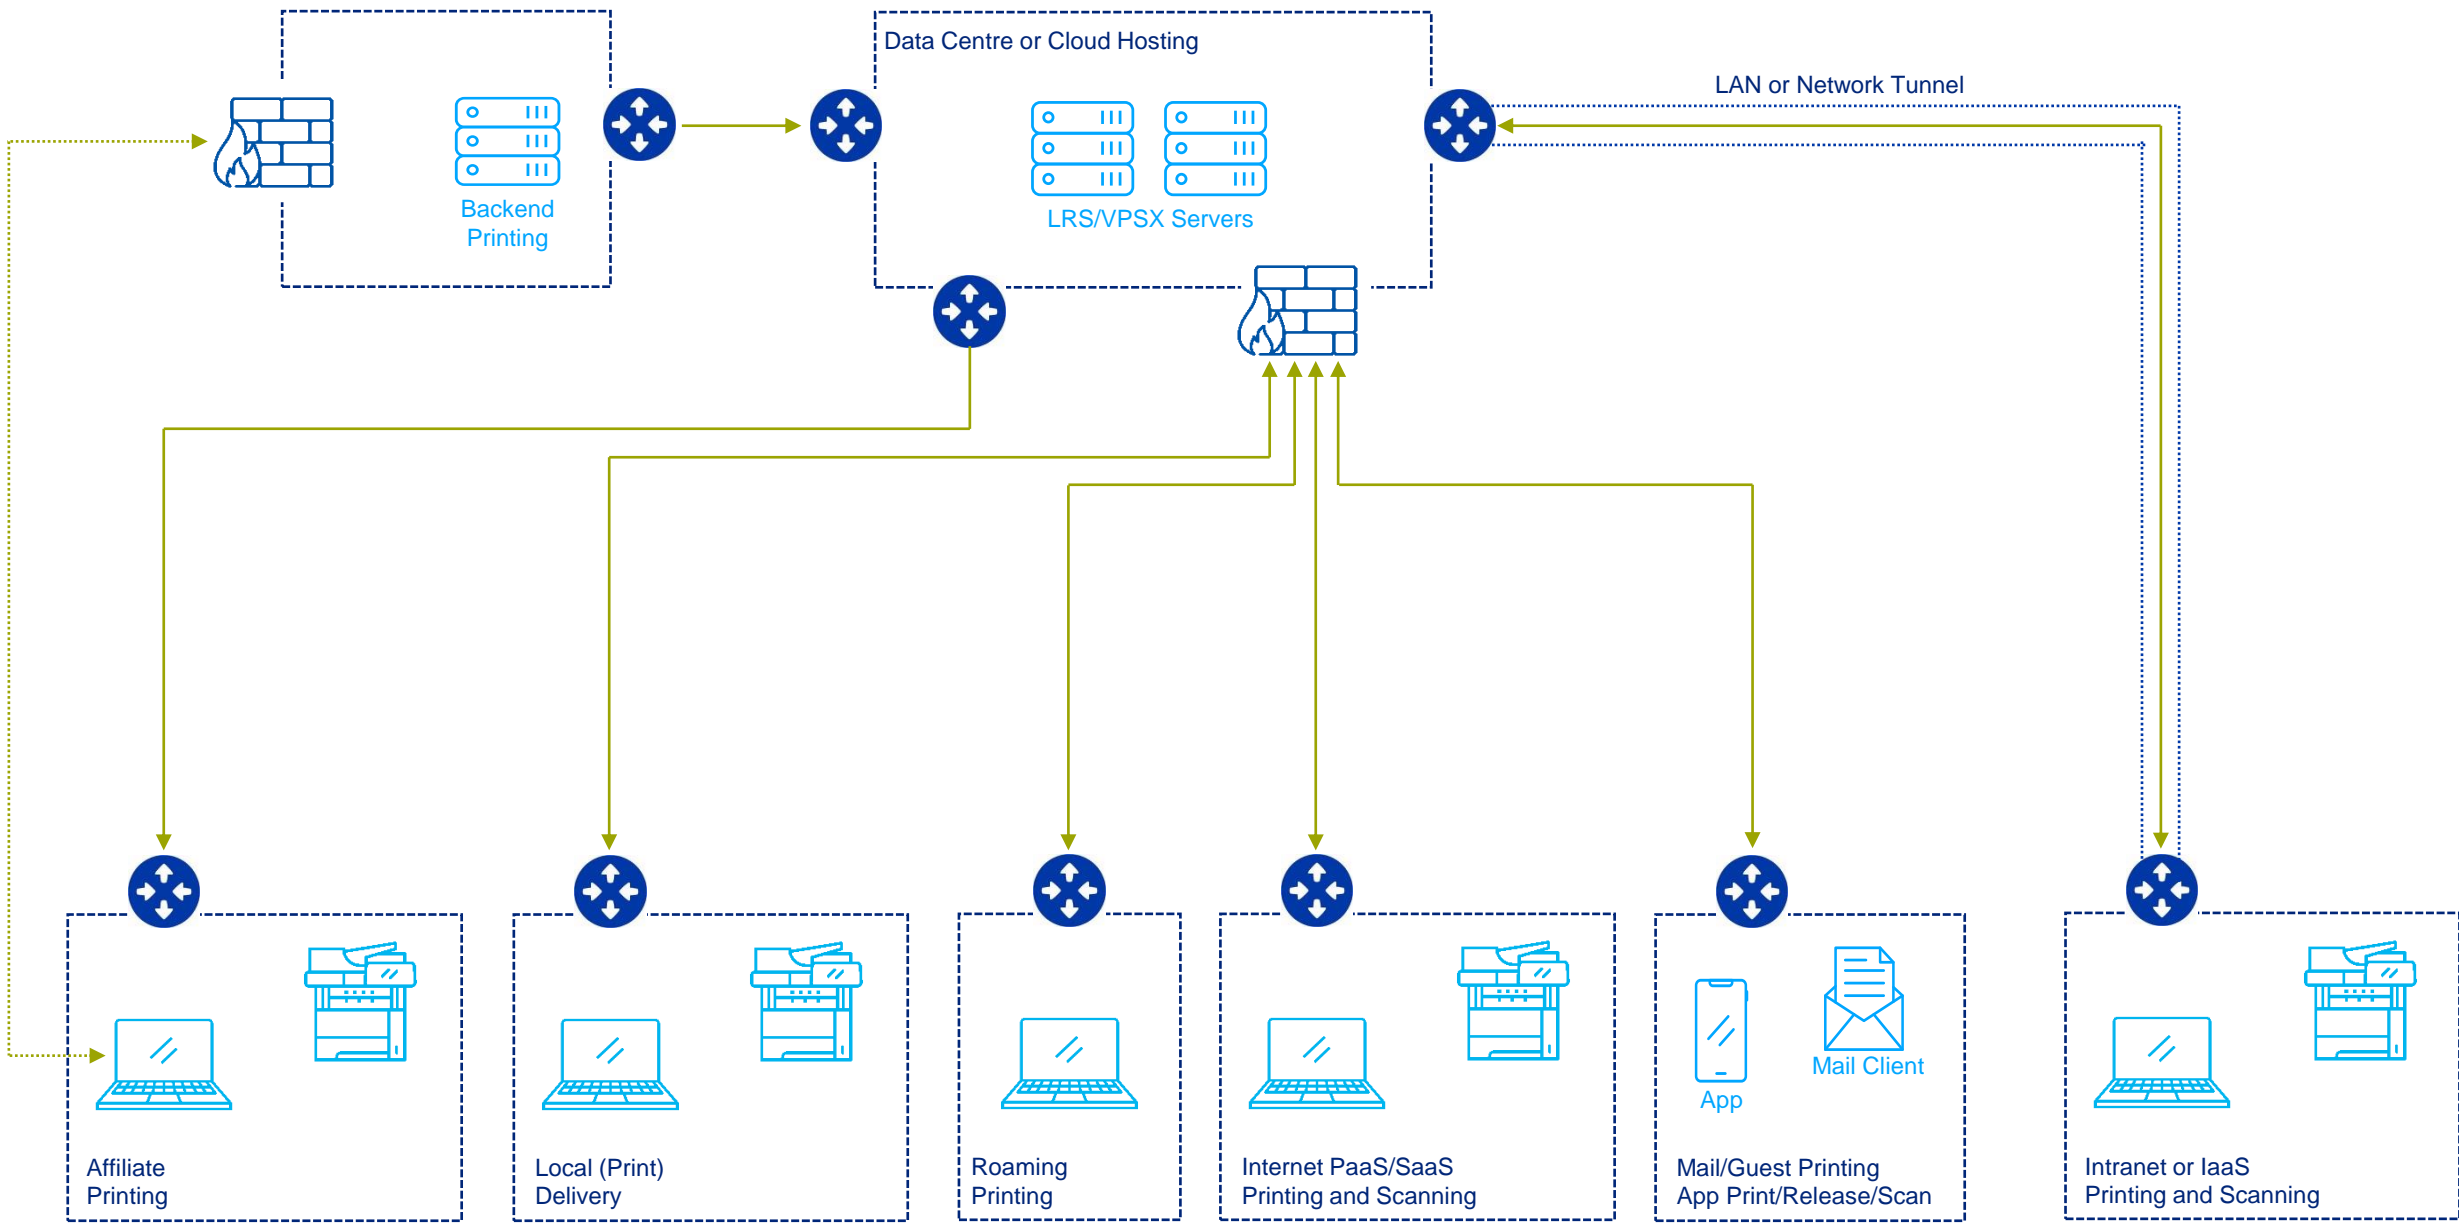 Data Centre or Cloud Hosting
LAN or Network Tunnel
Backend
Printing
LRS/VPSX Servers
Mail Client
App
Affiliate
Printing
Local (Print)
Delivery
Roaming
Printing
Internet PaaS/SaaS
Printing and Scanning
Mail/Guest Printing
App Print/Release/Scan
Intranet or IaaS
Printing and Scanning